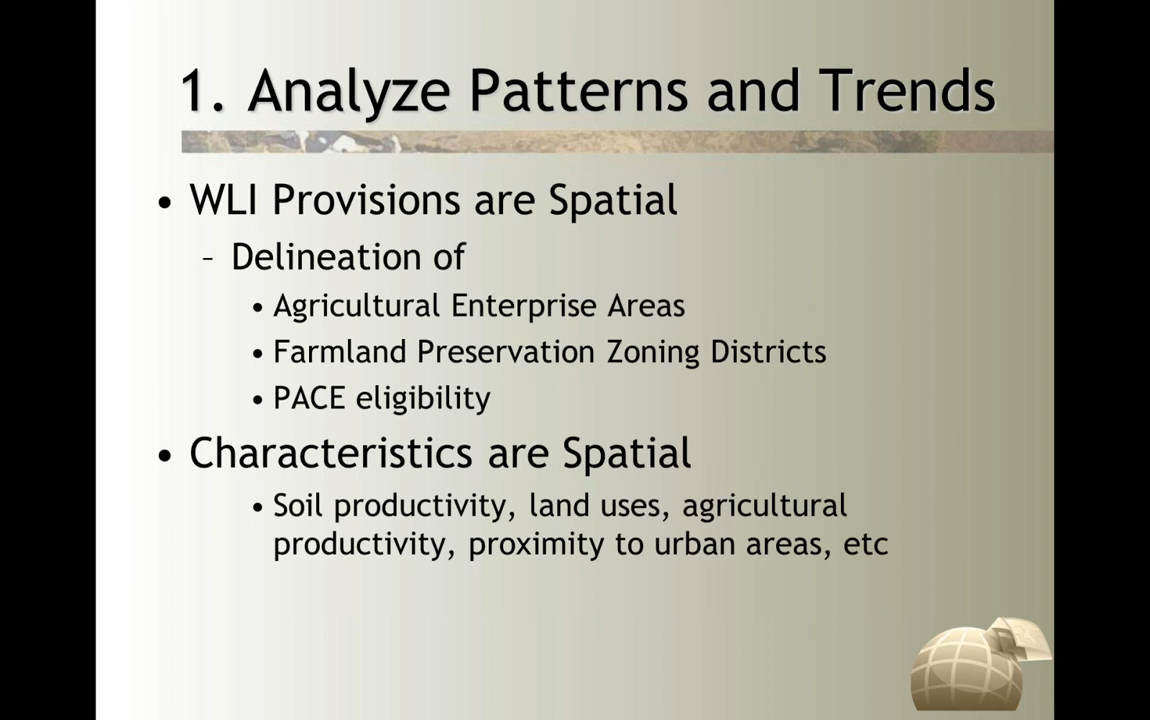 1. Analyze Patterns and Trends
• WLI Provisions are Spatial
– Delineation of
• Agricultural Enterprise Areas
• Farmland Preservation Zoning Districts
• PACE eligibility
• Characteristics are Spatial
• Soil productivity, land uses, agricultural
productivity, proximity to urban areas, etc